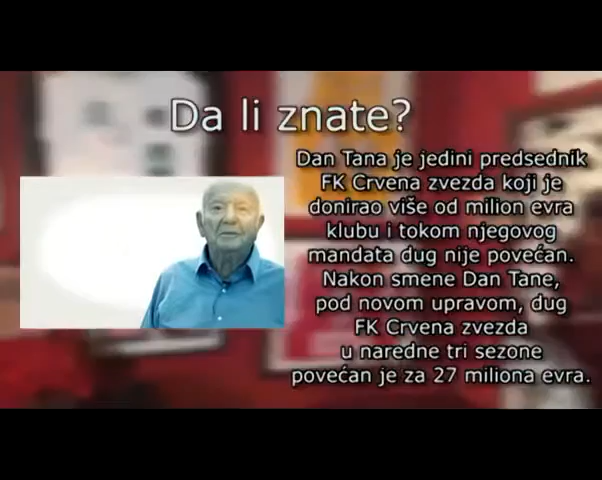 Da li znate?
Dan Tana je jedini predsednik
FK Crvena zvezda koji je
donirao više od milion evra
klubu i tokom njegovog
mandata dug nije povećan.
Nakon smene Dan Tane,
pod novom upravom, dug
FK Crvena zvezda
u naredne tri sezone
povećan je za 27 miliona evra.